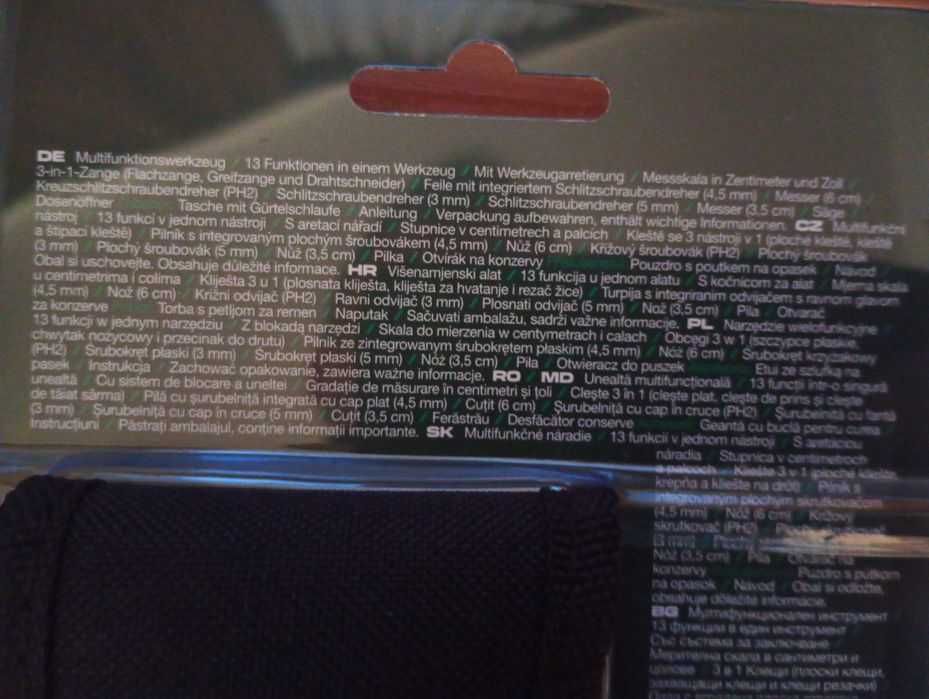 DE Multifunktionswerkzeug / 13 Funktionen in einem Werkzeug / Mit Werkzeugarretierung / Messskala in Zentimeter und Zoll /
3-in-1-Zange (Flachzange, Greifzange und Drahtschneider) / Feile mit integriertem Schlitzschraubendreher (4,5 mm) / Messer (6 cm) /
Kreuzschlitzschraubendreher (PH2) / Schlitzschraubendreher (3 mm) / Schlitzschraubendreher (5 mm) / Messer (3,5 cm) / Säge /
Dosenöffner Tasche mit Gürtelschlaufe / Anleitung / Verpackung aufbewahren, enthält wichtige Informationen. CZ Multifunkční
nástroj / 13 funkcí v jednom nástroji / S aretací nářadí / Stupnice v centimetrech a palcích / Kleště se 3 nástroji v 1 (ploché kleště, kleště
a štípací kleště) / Pilník s integrovaným plochým šroubovákem (4,5 mm) / Nůž (6 cm) / Křížový šroubovák (PH2) / Plochý šroubovák
(3 mm) / Plochý šroubovák (5 mm) / Nůž (3,5 cm) / Pilka / Otvírák na konzervy Pouzdro s poutkem na opasek / Návod /
Obal si uschovejte. Obsahuje důležité informace. HR Višenamjenski alat / 13 funkcija u jednom alatu / S kočnicom za alat / Mjerna skala
u centimetrima i colima / Kliješta 3 u 1 (plosnata kliješta, kliješta za hvatanje i rezač žice) / Turpija s integriranim odvijačem s ravnom glavom
(4,5 mm) / Nož (6 cm) / Križni odvijač (PH2) / Ravni odvijač (3 mm) / Plosnati odvijač (5 mm) / Nož (3,5 cm) / Pila / Otvarač
za konzerve Torba s petljom za remen / Naputak / Sačuvati ambalažu, sadrži važne informacije. PL Narzędzie wielofunkcyjne /
13 funkcji w jednym narzędziu / Z blokadą narzędzi / Skala do mierzenia w centymetrach i calach / Obcęgi 3 w 1 (szczypce płaskie,
chwytak nożycowy i przecinak do drutu) / Pilnik ze zintegrowanym śrubokrętem płaskim (4,5 mm) / Nóż (6 cm) / Śrubokręt krzyżakowy
(PH2) / Śrubokręt płaski (3 mm) / Śrubokręt płaski (5 mm) / Nóż (3,5 cm) / Piła / Otwieracz do puszek Etui ze szlufką na
pasek / Instrukcja / Zachować opakowanie, zawiera ważne informacje. RO / MD Unealtă multifuncțională / 13 funcții într-o singură
unealtă / Cu sistem de blocare a uneltei / Gradație de măsurare în centimetri și țoli / Clește 3 în 1 (clește plat, clește de prins și clește
de tăiat sârma) / Pilă cu șurubelniță integrată cu cap plat (4,5 mm) / Cuțit (6 cm) / Șurubelniță cu cap în cruce (PH2) / Șurubelniță cu fantă
(3 mm) / Șurubelniță cu cap în cruce (5 mm) / Cuțit (3,5 cm) / Ferăstrău / Desfăcător conserve Geantă cu buclă pentru curea
Instrucțiuni / Păstrați ambalajul, conține informații importante. SK Multifunkčné náradie / 13 funkcií v jednom nástroji / S aretáciou
náradia / Stupnica v centimetroch
a palcoch / Kliešte 3 v 1 (ploché kliešte,
krepňa a kliešte na drôt) / Pilník s
integrovaným plochým skrutkovačom
(4,5 mm) / Nôž (6 cm) / Krížový
skrutkovač (PH2) / Plochý
(3 mm) / Plochý
Nôž (3,5 cm) / Píla / Otvárač na
konzervy Puzdro s pútkom
na opasok / Návod / Obal si odložte,
obsahuje dôležité informácie.
BG Мултифункционален инструмент
13 функции в един инструмент /
Със система за заключване /
Мерителна скала в сантиметри и
цолове / 3 в 1 Клещи (плоски клещи,
захващащи клещи и клещи резачки)